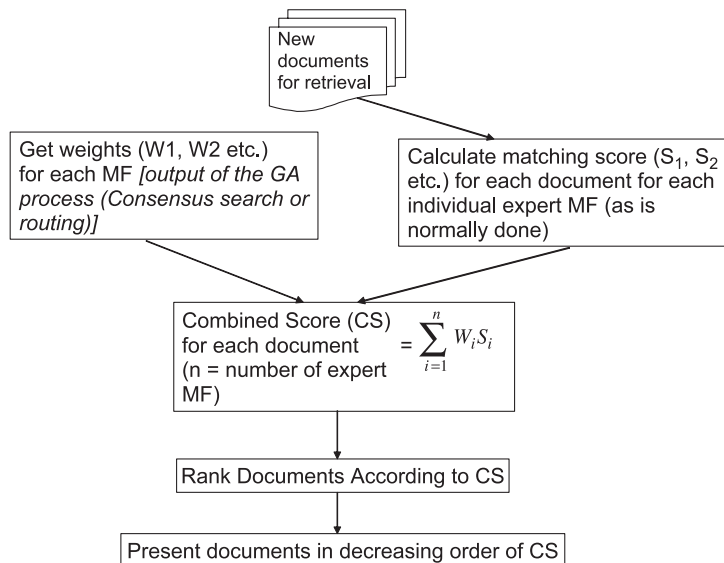 New
documents
for retrieval
Get weights (W1, W2 etc.)
for each MF [output of the GA
process (Consensus search or
routing)]
Calculate matching score (S₁, S₂
etc.) for each document for each
individual expert MF (as is
normally done)
Combined Score (CS)
for each document
(n = number of expert
MF)
= ∑ᵢ₌₁ⁿ WᵢSᵢ
Rank Documents According to CS
Present documents in decreasing order of CS